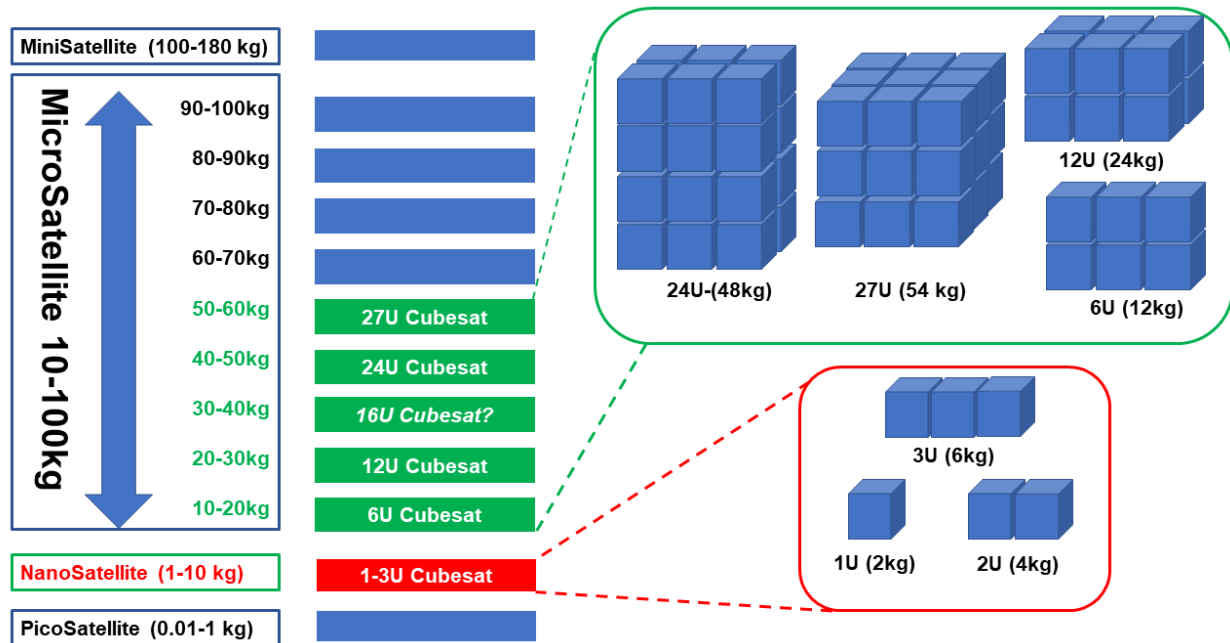 MiniSatellite (100-180 kg)
MicroSatellite 10-100kg
90-100kg
80-90kg
70-80kg
60-70kg
50-60kg
40-50kg
30-40kg
20-30kg
10-20kg
NanoSatellite (1-10 kg)
PicoSatellite (0.01-1 kg)
27U Cubesat
24U Cubesat
16U Cubesat?
12U Cubesat
6U Cubesat
1-3U Cubesat
24U-(48kg)
27U (54 kg)
12U (24kg)
6U (12kg)
3U (6kg)
1U (2kg)
2U (4kg)